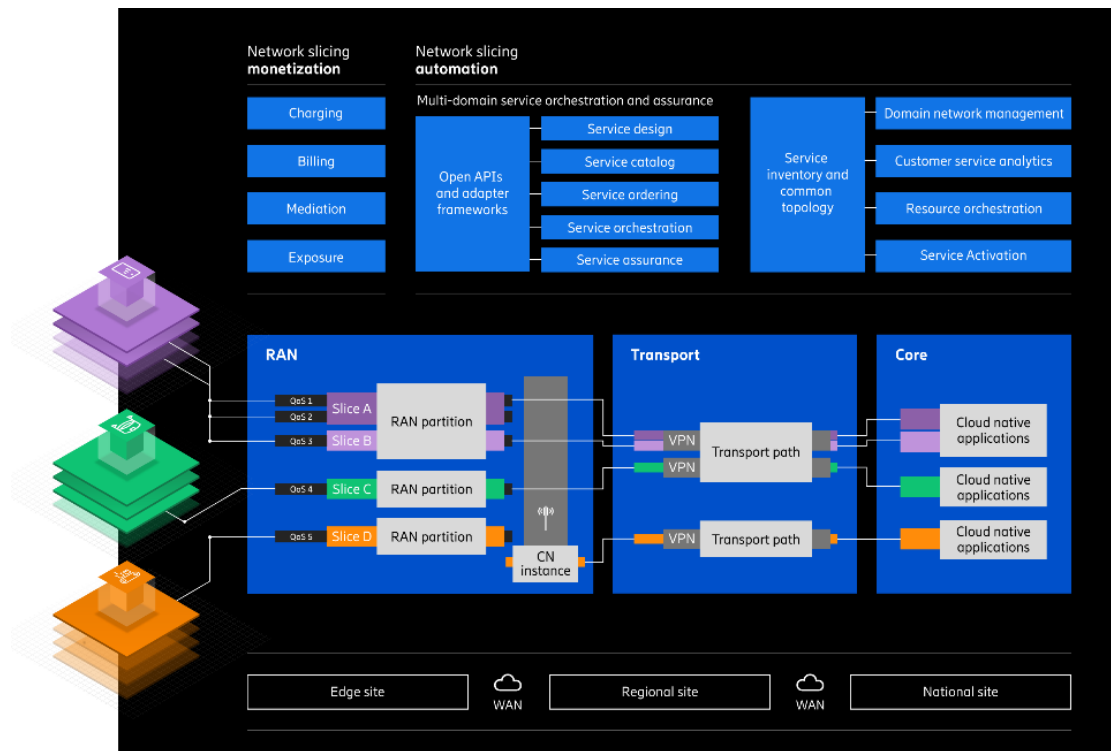 Network slicing
monetization
Charging
Billing
Mediation
Exposure
Network slicing
automation
Multi-domain service orchestration and assurance
Open APIs
and adapter
frameworks
Service design
Service catalog
Service ordering
Service orchestration
Service assurance
Service
inventory and
common
topology
Domain network management
Customer service analytics
Resource orchestration
Service Activation
RAN
QoS 1
QoS 2
Slice A
RAN partition
QoS 3
Slice B
QoS 4
Slice C
RAN partition
QoS 5
Slice D
RAN partition
CN
instance
Transport
VPN
VPN
Transport path
VPN
Transport path
Core
Cloud native
applications
Cloud native
applications
Cloud native
applications
Edge site
WAN
Regional site
WAN
National site